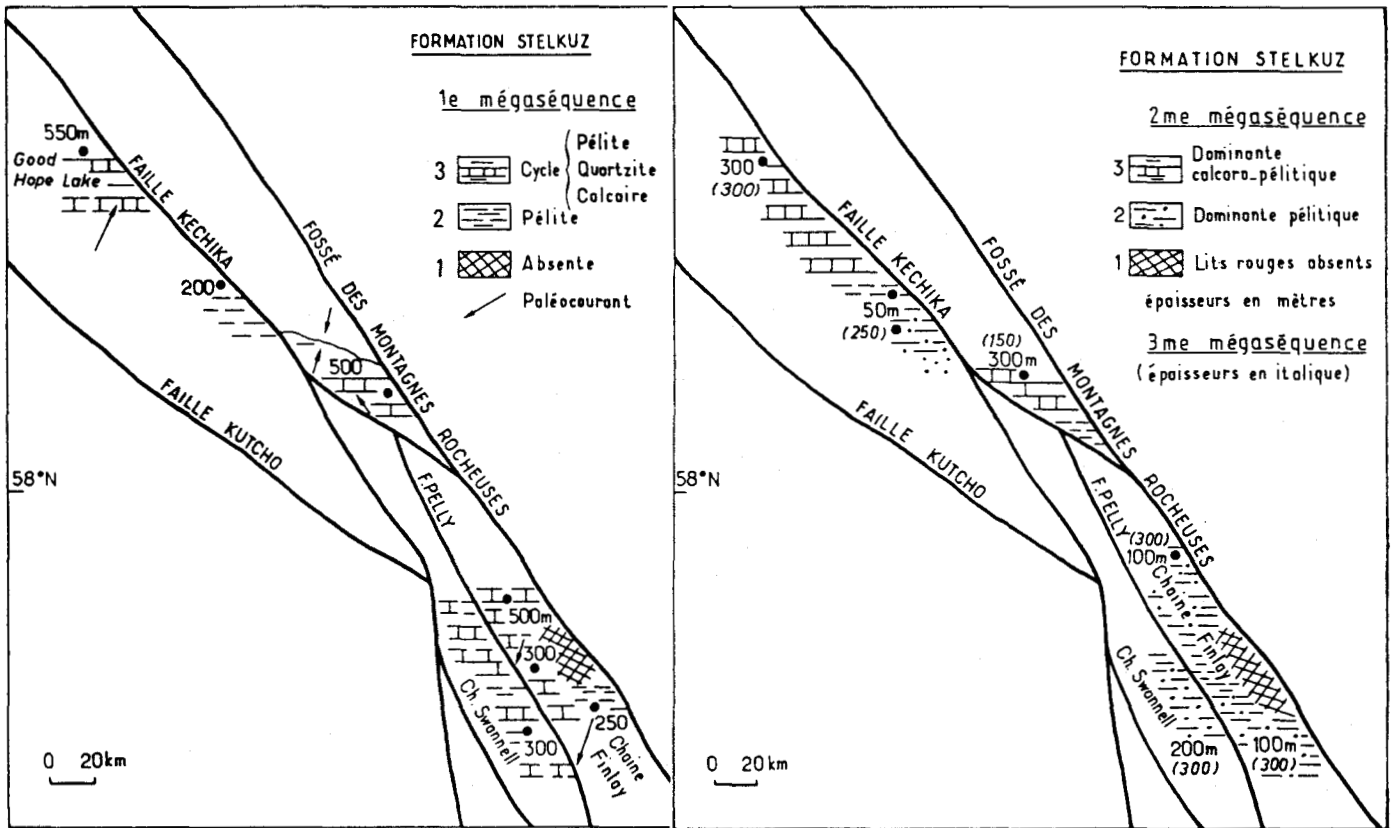 FORMATION STELKUZ
1e mégaséquence
3 Cycle Pélite
Quartzite
Calcaire
2 Pélite
1 Absente
Paléocourant
550m
Good
Hope Lake
FAILLE KECHIKA
FOSSÉ DES MONTAGNES ROCHEUSES
200
500
FAILLE KUTCHO
58°N
F. PELLY
500m
300
250
300
Ch. Swannell
Chaine
Finlay
0 20km
FORMATION STELKUZ
2me mégaséquence
3 Dominante
calcaro-pélitique
2 Dominante pélitique
1 Lits rouges absents
épaisseurs en mètres
3me mégaséquence
(épaisseurs en italique)
300
(300)
FAILLE KECHIKA
FOSSÉ DES MONTAGNES ROCHEUSES
50m
(250)
(150)
300m
FAILLE KUTCHO
58°N
F. PELLY
(300)
100m
Chaine Finlay
Ch. Swannell
200m
(300)
100m
(300)
0 20km